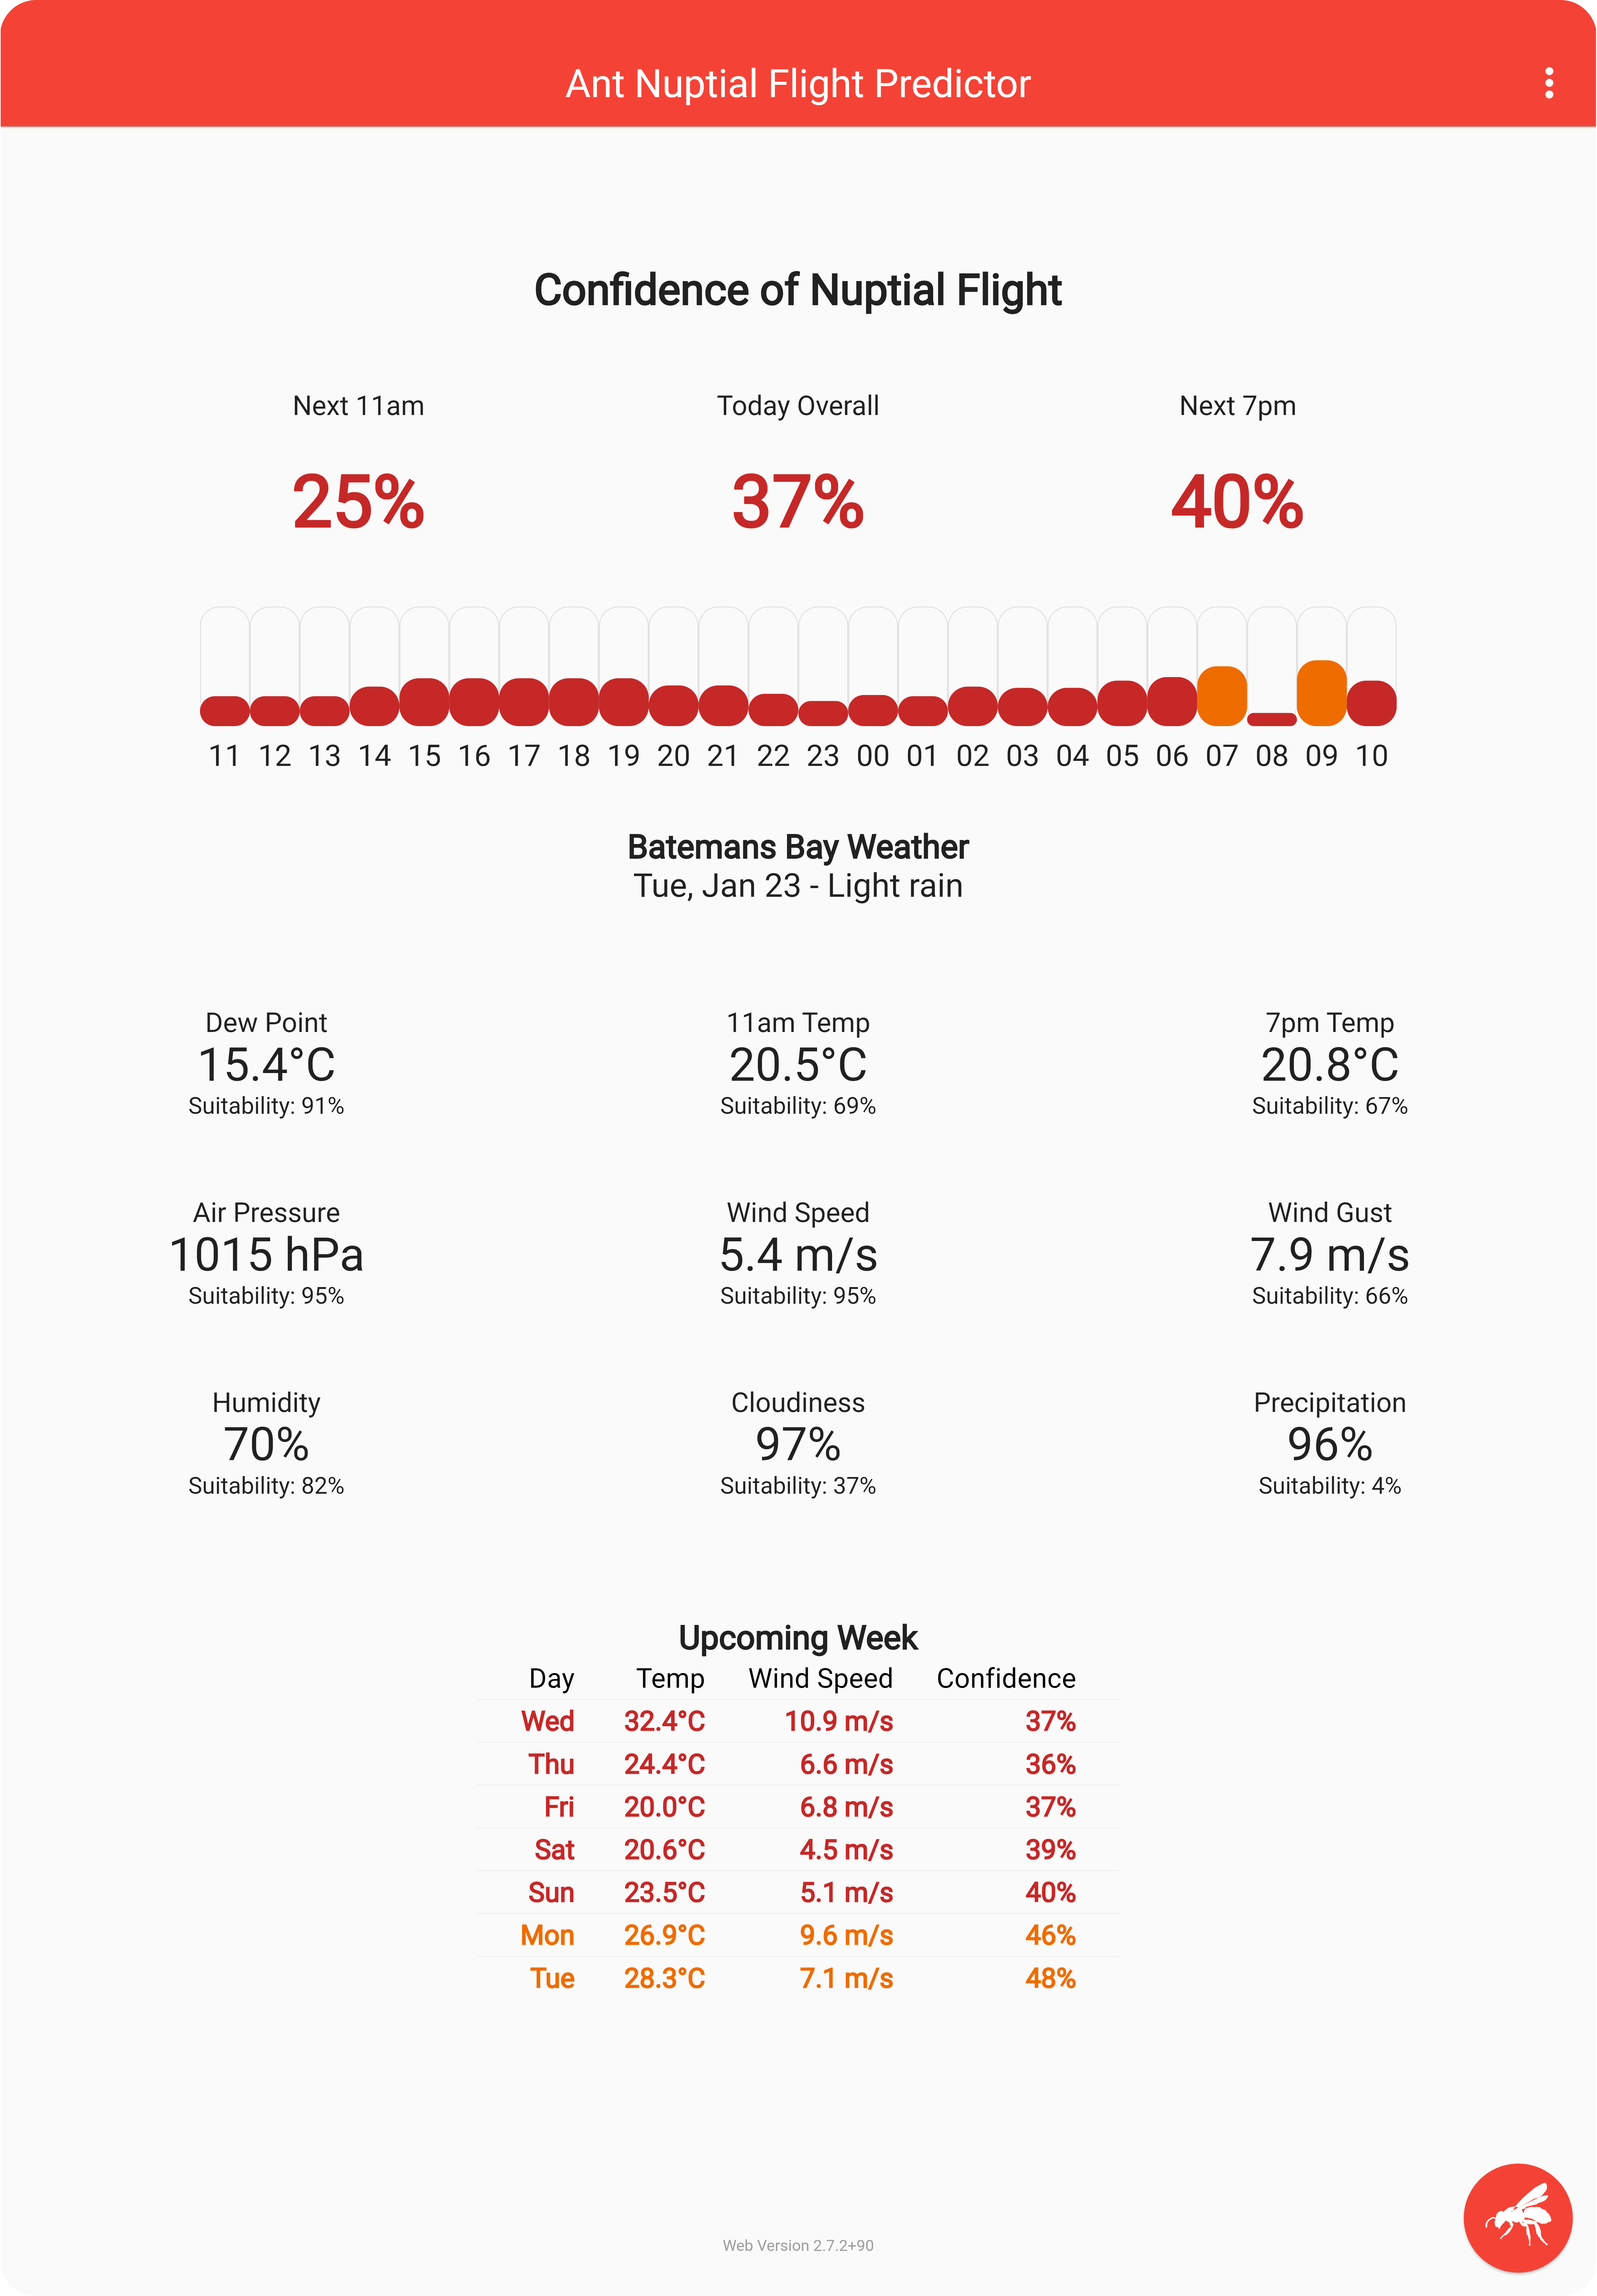 Ant Nuptial Flight Predictor
Confidence of Nuptial Flight
Next 11am Today Overall Next 7pm
25% 37% 40%
11 12 13 14 15 16 17 18 19 20 21 22 23 00 01 02 03 04 05 06 07 08 09 10
Batemans Bay Weather
Tue, Jan 23 - Light rain
Dew Point 11am Temp 7pm Temp
15.4°C 20.5°C 20.8°C
Suitability: 91% Suitability: 69% Suitability: 67%
Air Pressure Wind Speed Wind Gust
1015 hPa 5.4 m/s 7.9 m/s
Suitability: 95% Suitability: 95% Suitability: 66%
Humidity Cloudiness Precipitation
70% 97% 96%
Suitability: 82% Suitability: 37% Suitability: 4%
Upcoming Week
Day Temp Wind Speed Confidence
Wed 32.4°C 10.9 m/s 37%
Thu 24.4°C 6.6 m/s 36%
Fri 20.0°C 6.8 m/s 37%
Sat 20.6°C 4.5 m/s 39%
Sun 23.5°C 5.1 m/s 40%
Mon 26.9°C 9.6 m/s 46%
Tue 28.3°C 7.1 m/s 48%
Web Version 2.7.2+90